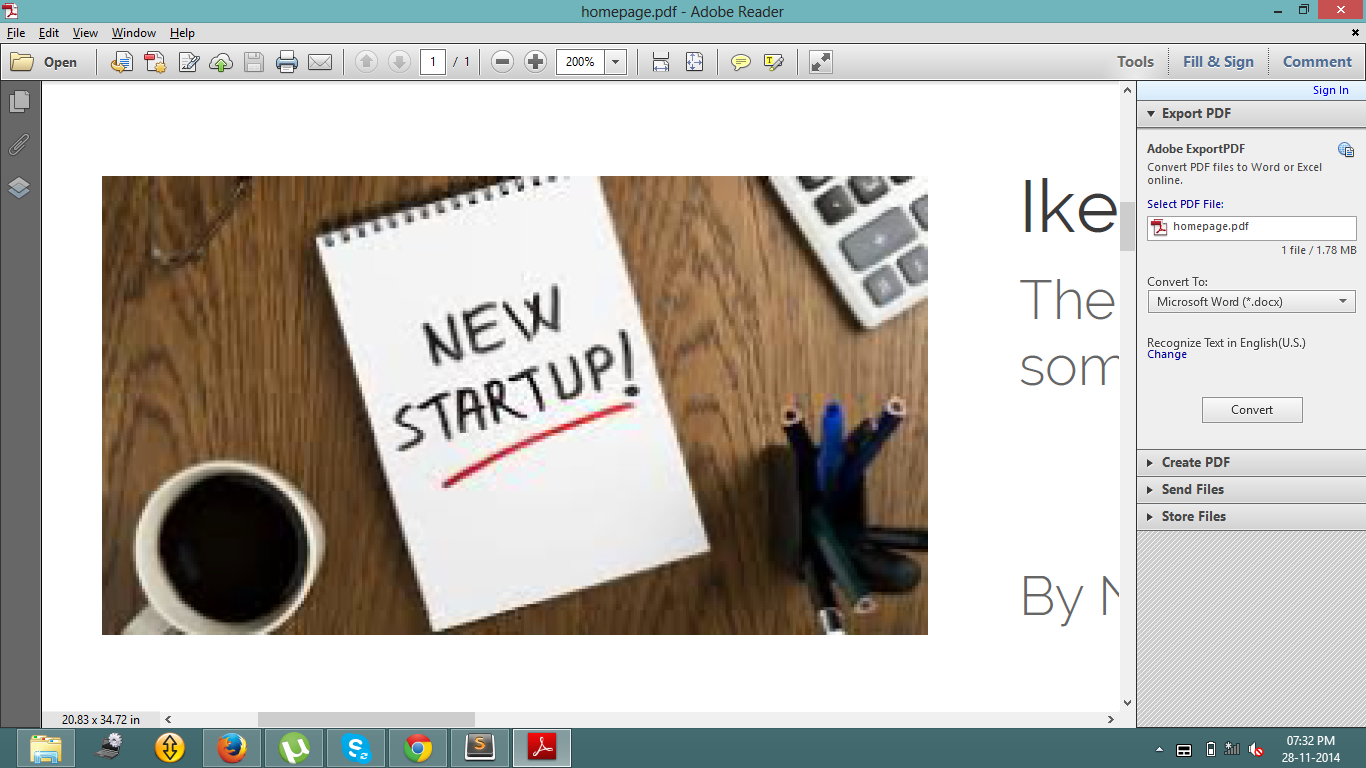 homepage.pdf - Adobe Reader
File Edit View Window Help
Open 1 / 1 200% Tools Fill & Sign Comment
Sign In
Export PDF
Adobe ExportPDF
Convert PDF files to Word or Excel
online.
Select PDF File:
homepage.pdf
1 file / 1.78 MB
Convert To:
Microsoft Word (*.docx)
Recognize Text in English(U.S.)
Change
Convert
Create PDF
Send Files
Store Files
NEW
STARTUP!
Ike
The
som
By N
20.83 x 34.72 in
07:32 PM
28-11-2014